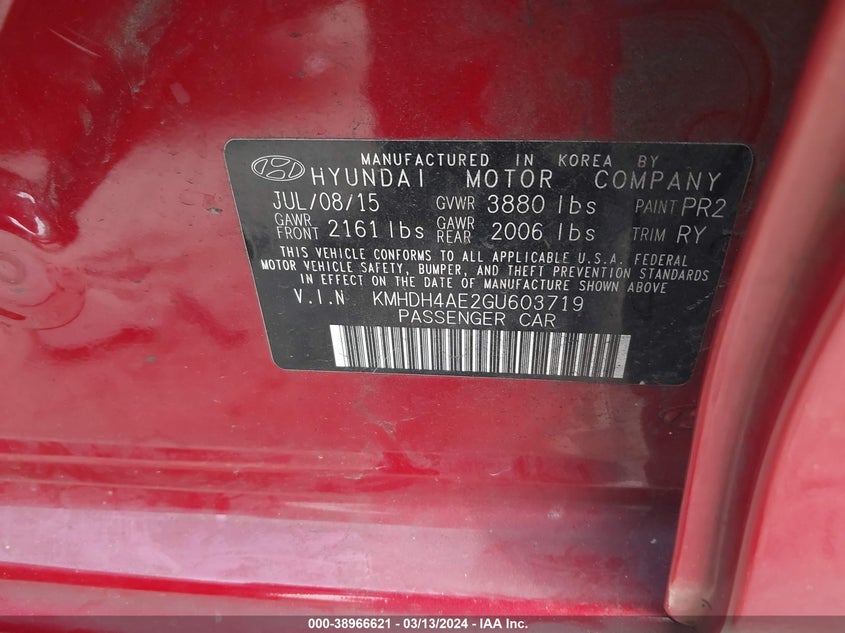 MANUFACTURED IN KOREA BY
HYUNDAI MOTOR COMPANY
JUL/08/15 GVWR 3880 lbs PAINT PR2
GAWR FRONT 2161 lbs GAWR REAR 2006 lbs TRIM RY
THIS VEHICLE CONFORMS TO ALL APPLICABLE U.S.A. FEDERAL
MOTOR VEHICLE SAFETY, BUMPER, AND THEFT PREVENTION STANDARDS
IN EFFECT ON THE DATE OF MANUFACTURE SHOWN ABOVE.
V.I.N KMHDH4AE2GU603719
PASSENGER CAR
000-38966621 - 03/13/2024 - IAA Inc.